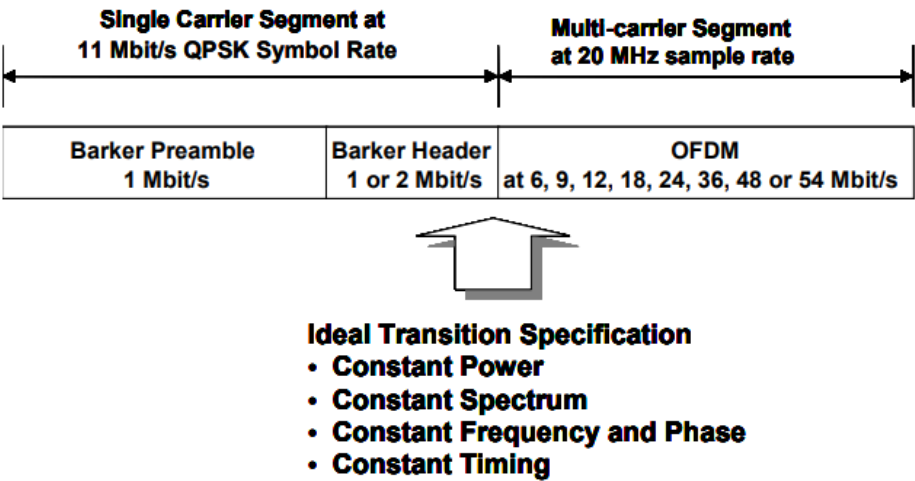 Single Carrier Segment at
11 Mbit/s QPSK Symbol Rate
Multi-carrier Segment
at 20 MHz sample rate
Barker Preamble
1 Mbit/s
Barker Header
1 or 2 Mbit/s
OFDM
at 6, 9, 12, 18, 24, 36, 48 or 54 Mbit/s
Ideal Transition Specification
• Constant Power
• Constant Spectrum
• Constant Frequency and Phase
• Constant Timing